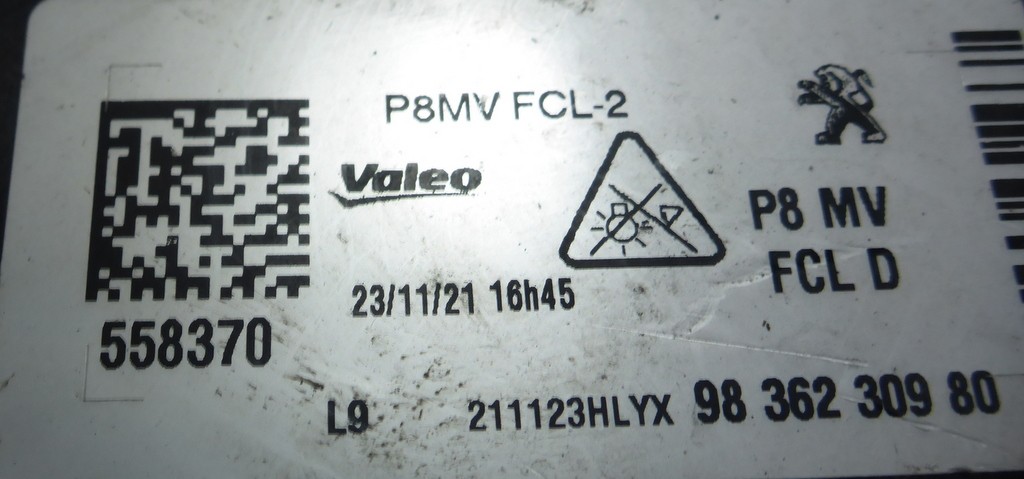 P8MV FCL-2
Valeo
P8 MV
FCL D
23/11/21 16h45
558370
L9 211123HLYX 98 362 309 80